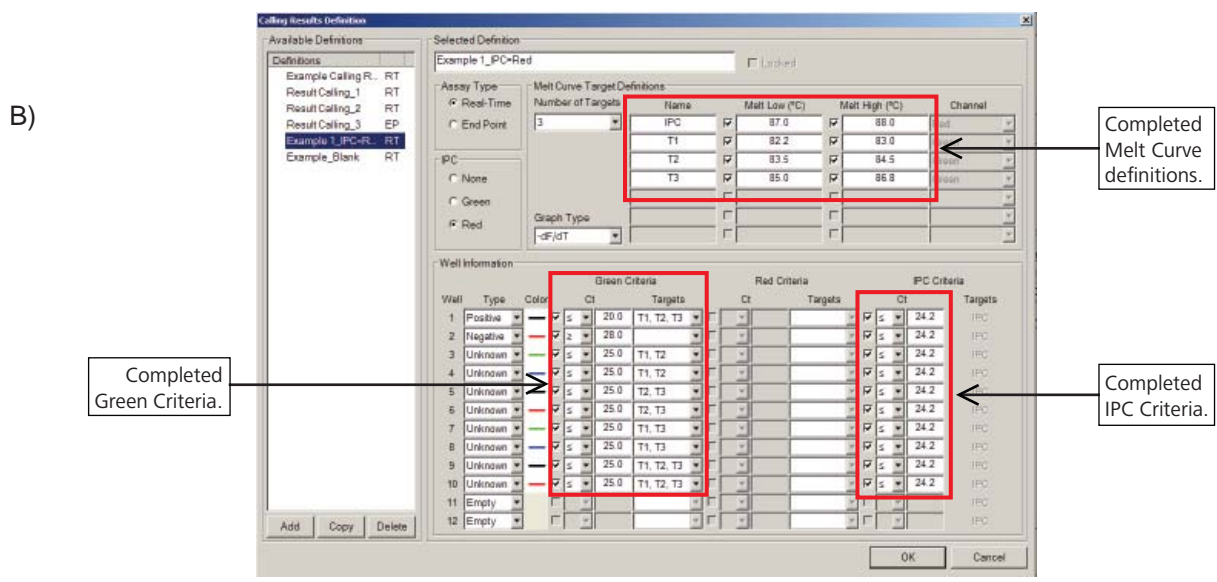 B)
Calling Results Definition
Available Definitions
Definitions
Example Calling R.. RT
Result Calling_1 RT
Result Calling_2 RT
Result Calling_3 EP
Example 1_IPC=R.. RT
Example_Blank RT
Add Copy Delete
Selected Definition
Example 1_IPC=Red
Locked
Assay Type
Real-Time
End Point
IPC
None
Green
Red
Melt Curve Target Definitions
Number of Targets Name Melt Low (°C) Melt High (°C) Channel
3 IPC 87.0 88.0 Red
T1 82.2 83.0
T2 83.5 84.5 Green
T3 85.0 86.8 Green
Graph Type
-dF/dT
Well Information
Green Criteria Red Criteria IPC Criteria
Well Type Color Ct Targets Ct Targets Ct Targets
1 Positive ≤ 20.0 T1, T2, T3 ≤ 24.2 IPC
2 Negative ≥ 28.0 ≤ 24.2 IPC
3 Unknown ≤ 25.0 T1, T2 ≤ 24.2 IPC
4 Unknown ≤ 25.0 T1, T2 ≤ 24.2 IPC
5 Unknown ≤ 25.0 T2, T3 ≤ 24.2 IPC
6 Unknown ≤ 25.0 T2, T3 ≤ 24.2 IPC
7 Unknown ≤ 25.0 T1, T3 ≤ 24.2 IPC
8 Unknown ≤ 25.0 T1, T3 ≤ 24.2 IPC
9 Unknown ≤ 25.0 T1, T2, T3 ≤ 24.2 IPC
10 Unknown ≤ 25.0 T1, T2, T3 ≤ 24.2 IPC
11 Empty IPC
12 Empty IPC
OK Cancel
Completed
Melt Curve
definitions.
Completed
Green Criteria.
Completed
IPC Criteria.